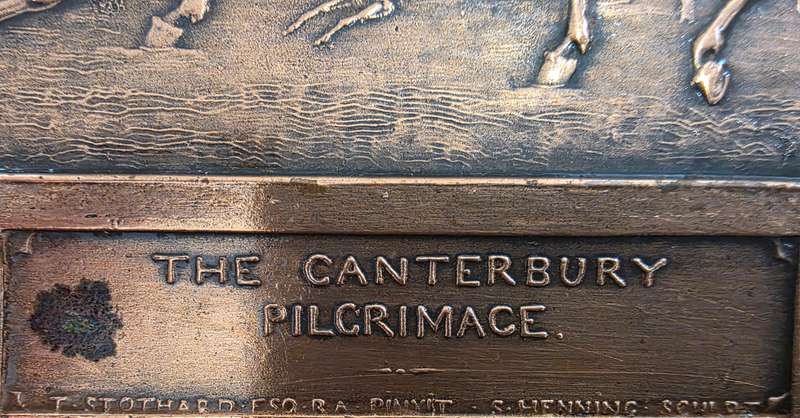 THE CANTERBURY
PILGRIMAGE.
T· STOTHARD· ESQ· R·A· PINXIT · S· HENNING SCULPT